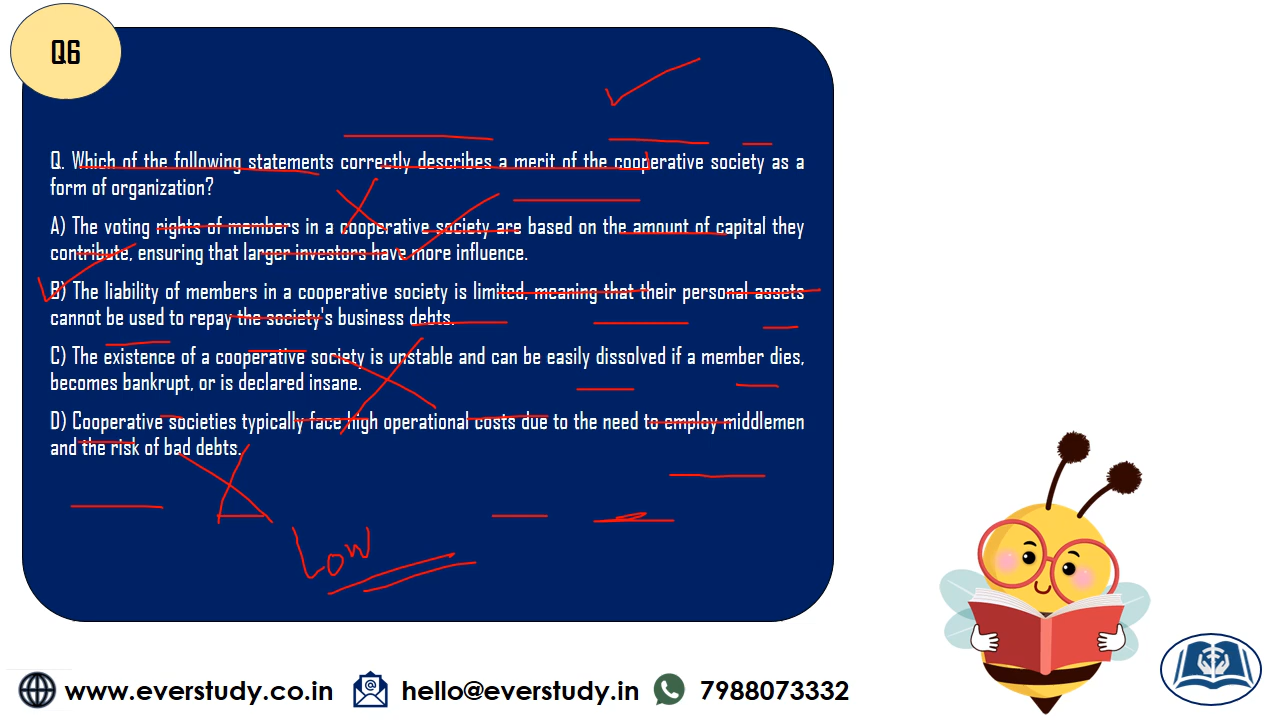 Q6
Q. Which of the following statements correctly describes a merit of the cooperative society as a
form of organization?
A) The voting rights of members in a cooperative society are based on the amount of capital they
contribute, ensuring that larger investors have more influence.
B) The liability of members in a cooperative society is limited, meaning that their personal assets
cannot be used to repay the society's business debts.
C) The existence of a cooperative society is unstable and can be easily dissolved if a member dies,
becomes bankrupt, or is declared insane.
D) Cooperative societies typically face high operational costs due to the need to employ middlemen
and the risk of bad debts.
Low
www.everstudy.co.in hello@everstudy.in 7988073332